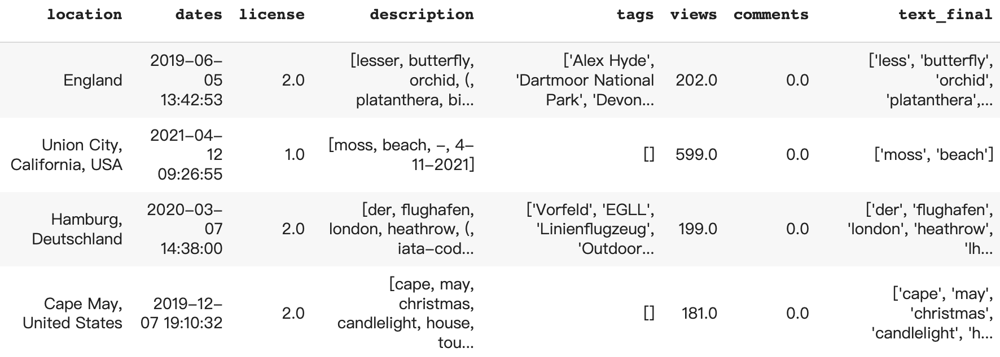 location dates license description tags views comments text_final
England
2019-06-
05
13:42:53
2.0
[lesser, butterfly,
orchid, (,
platanthera, bi...
['Alex Hyde',
'Dartmoor National
Park', 'Devon...
202.0
0.0
['less', 'butterfly',
'orchid',
'platanthera',...
Union City,
California, USA
2021-04-
12
09:26:55
1.0
[moss, beach, -, 4-
11-2021]
[]
599.0
0.0
['moss', 'beach']
Hamburg,
Deutschland
2020-03-
07
14:38:00
2.0
[der, flughafen,
london, heathrow, (,
iata-cod...
['Vorfeld', 'EGLL',
'Linienflugzeug',
'Outdoor...
199.0
0.0
['der', 'flughafen',
'london', 'heathrow',
'lh...
Cape May,
United States
2019-12-
07 19:10:32
2.0
[cape, may,
christmas,
candlelight, house,
tou...
[]
181.0
0.0
['cape', 'may',
'christmas',
'candlelight', 'h...